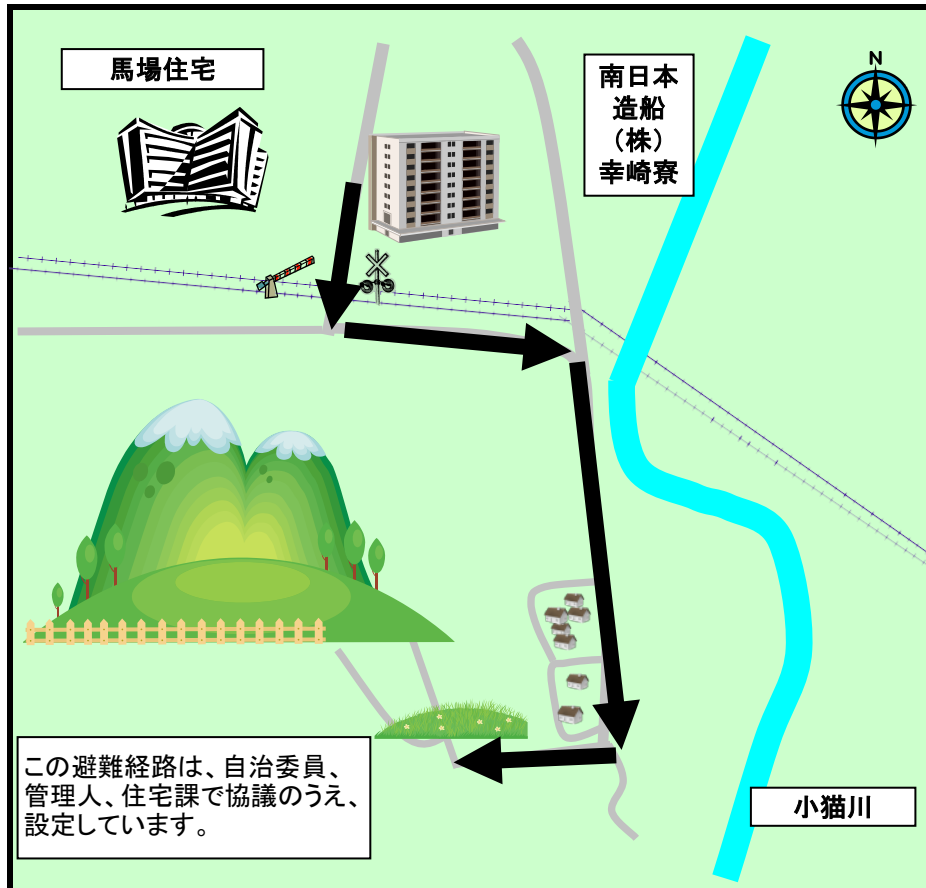 馬場住宅
南日本
造船
(株)
幸崎寮
N
この避難経路は、自治委員、
管理人、住宅課で協議のうえ、
設定しています。
小猫川